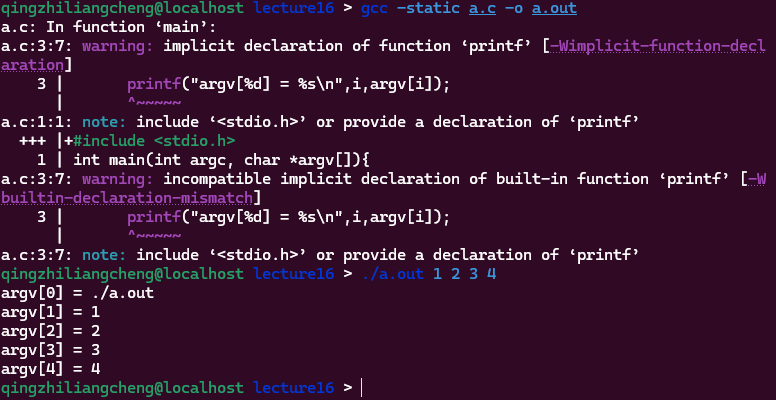 qingzhiliangcheng@localhost lecture16 > gcc -static a.c -o a.out
a.c: In function ‘main’:
a.c:3:7: warning: implicit declaration of function ‘printf’ [-Wimplicit-function-decl
aration]
    3 |       printf("argv[%d] = %s\n",i,argv[i]);
      |       ^~~~~~
a.c:1:1: note: include ‘<stdio.h>’ or provide a declaration of ‘printf’
  +++ |+#include <stdio.h>
    1 | int main(int argc, char *argv[]){
a.c:3:7: warning: incompatible implicit declaration of built-in function ‘printf’ [-W
builtin-declaration-mismatch]
    3 |       printf("argv[%d] = %s\n",i,argv[i]);
      |       ^~~~~~
a.c:3:7: note: include ‘<stdio.h>’ or provide a declaration of ‘printf’
qingzhiliangcheng@localhost lecture16 > ./a.out 1 2 3 4
argv[0] = ./a.out
argv[1] = 1
argv[2] = 2
argv[3] = 3
argv[4] = 4
qingzhiliangcheng@localhost lecture16 >